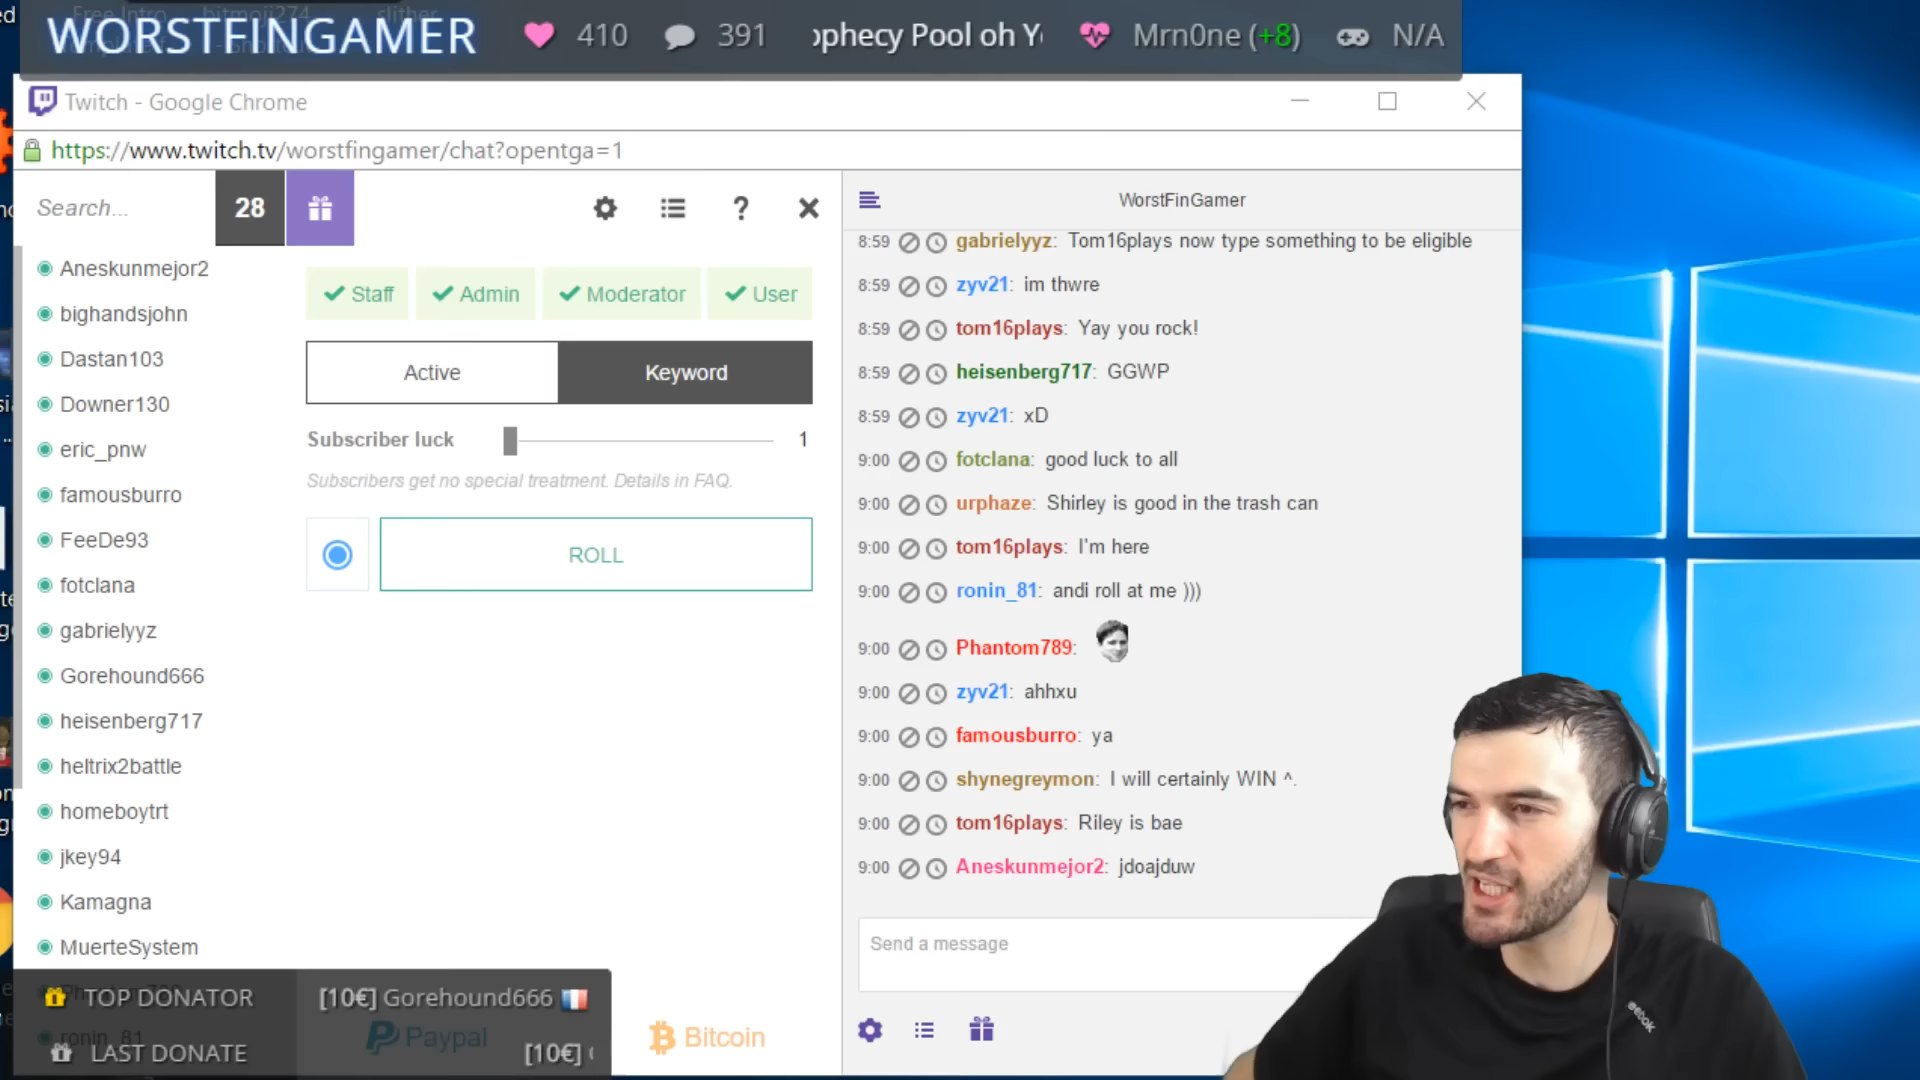 WORSTFINGAMER 410 391 ophecy Pool oh Y Mrn0ne (+8) N/A
Twitch - Google Chrome
https://www.twitch.tv/worstfingamer/chat?opentga=1
Search... 28
Aneskunmejor2
bighandsjohn
Dastan103
Downer130
eric_pnw
famousburro
FeeDe93
fotclana
gabrielyyz
Gorehound666
heisenberg717
heltrix2battle
homeboytrt
jkey94
Kamagna
MuerteSystem
ronin_81
Staff Admin Moderator User
Active Keyword
Subscriber luck 1
Subscribers get no special treatment. Details in FAQ.
ROLL
Paypal Bitcoin
TOP DONATOR [10€] Gorehound666
LAST DONATE [10€]
WorstFinGamer
8:59 gabrielyyz: Tom16plays now type something to be eligible
8:59 zyv21: im thwre
8:59 tom16plays: Yay you rock!
8:59 heisenberg717: GGWP
8:59 zyv21: xD
9:00 fotclana: good luck to all
9:00 urphaze: Shirley is good in the trash can
9:00 tom16plays: I'm here
9:00 ronin_81: andi roll at me )))
9:00 Phantom789:
9:00 zyv21: ahhxu
9:00 famousburro: ya
9:00 shynegreymon: I will certainly WIN ^.
9:00 tom16plays: Riley is bae
9:00 Aneskunmejor2: jdoajduw
Send a message